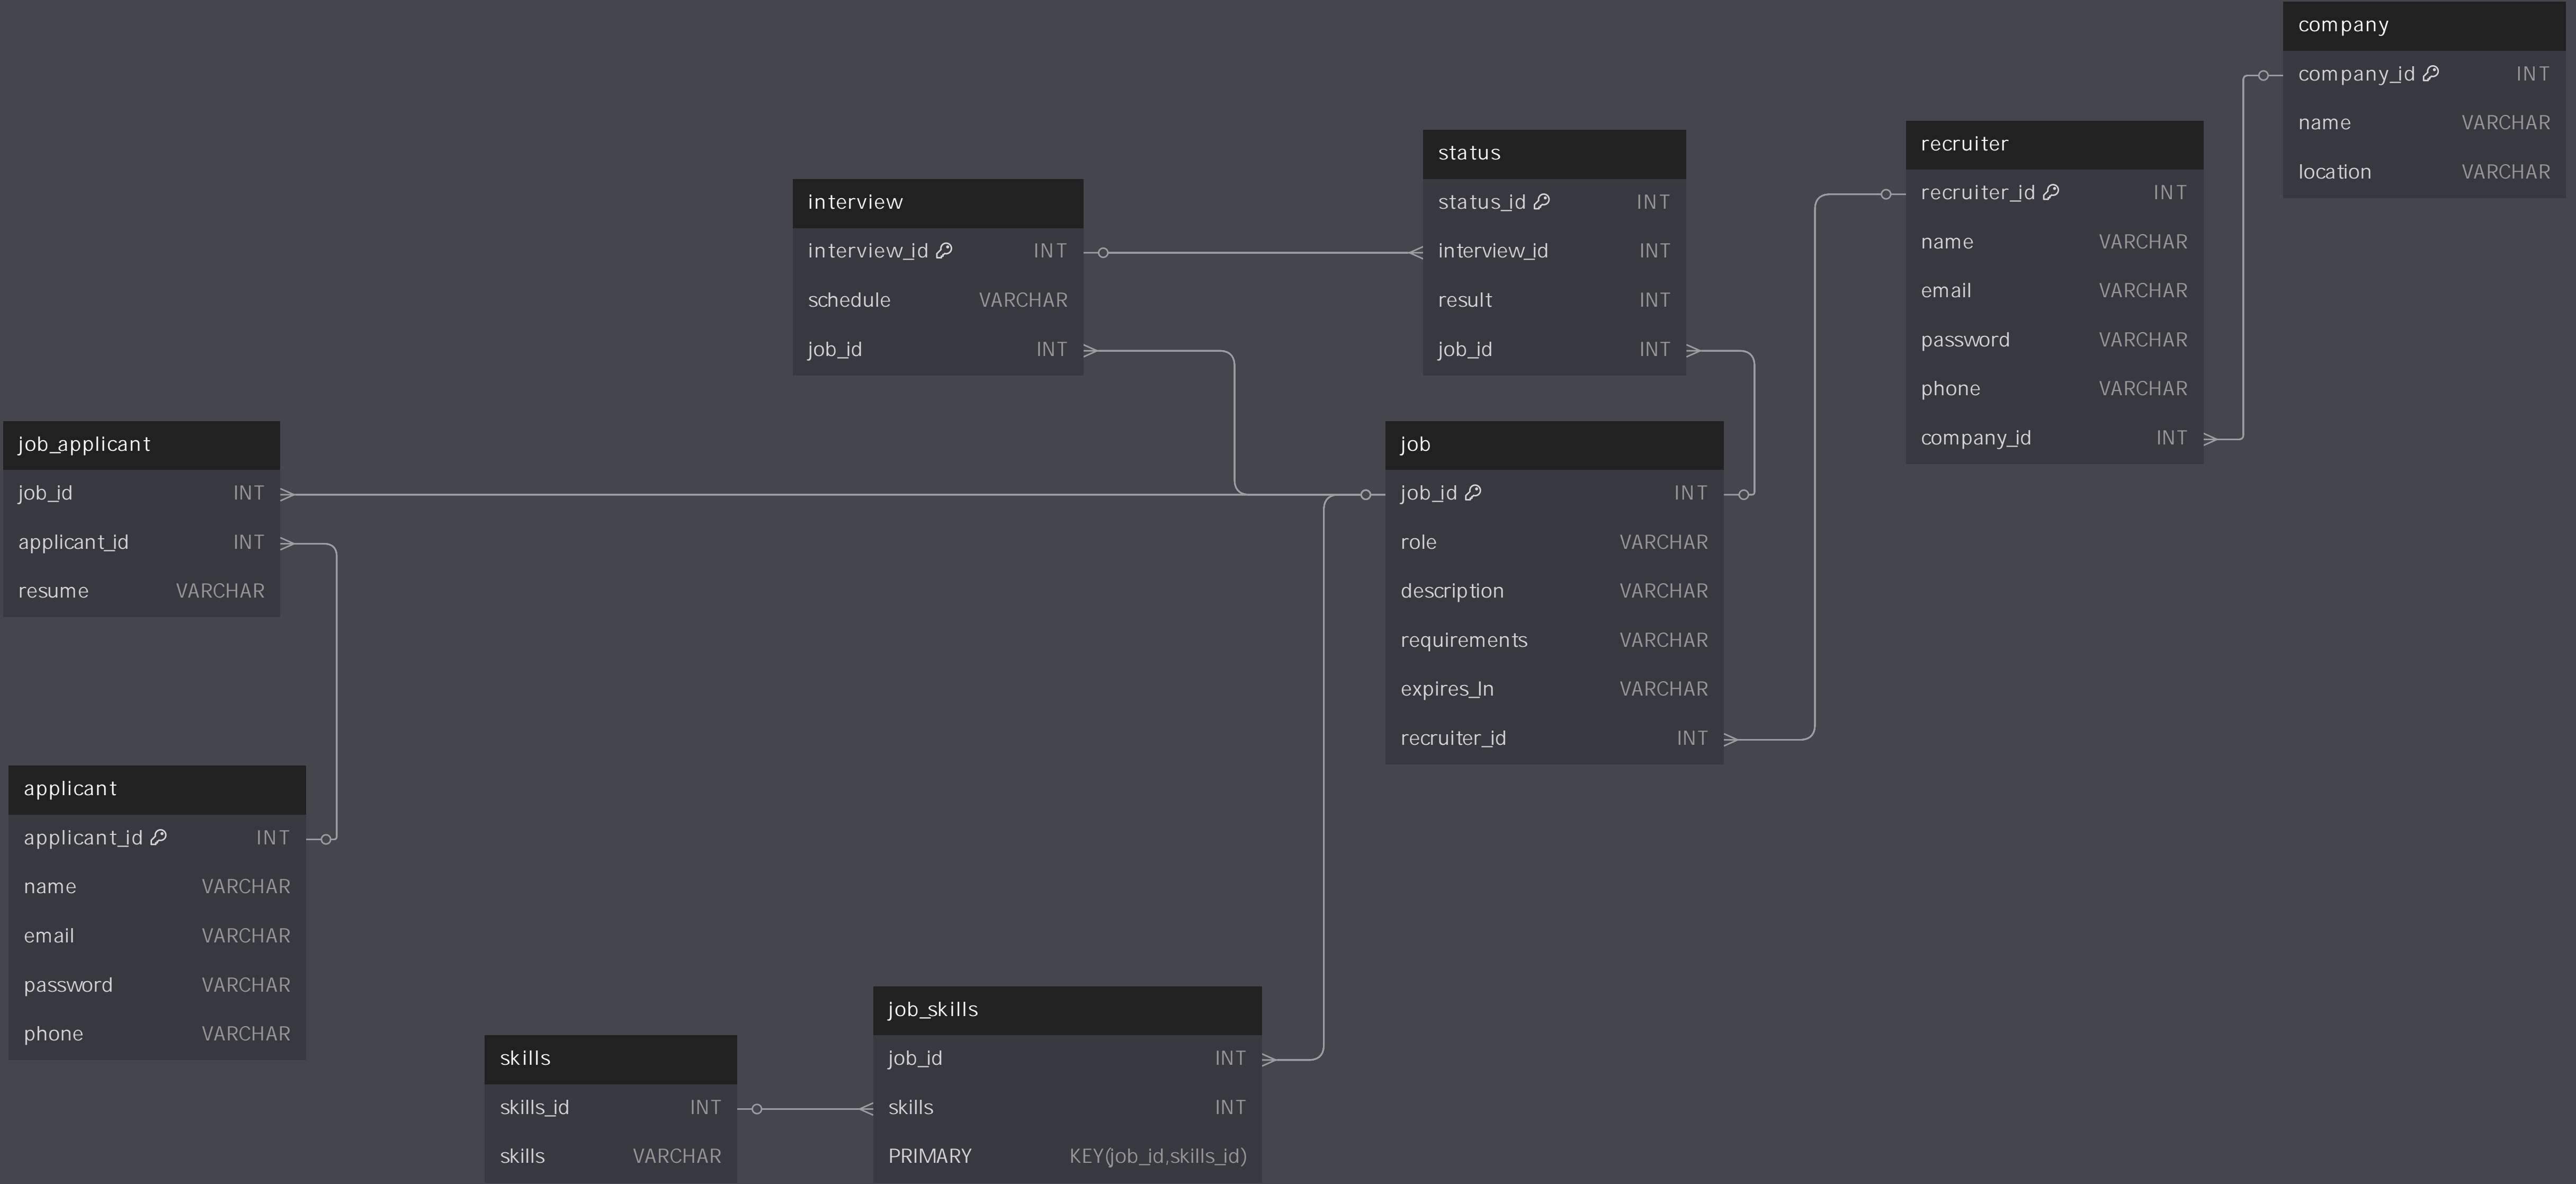 company
company_id INT
name VARCHAR
location VARCHAR
recruiter
recruiter_id INT
name VARCHAR
email VARCHAR
password VARCHAR
phone VARCHAR
company_id INT
status
status_id INT
interview_id INT
result INT
job_id INT
interview
interview_id INT
schedule VARCHAR
job_id INT
job_applicant
job_id INT
applicant_id INT
resume VARCHAR
job
job_id INT
role VARCHAR
description VARCHAR
requirements VARCHAR
expires_In VARCHAR
recruiter_id INT
applicant
applicant_id INT
name VARCHAR
email VARCHAR
password VARCHAR
phone VARCHAR
skills
skills_id INT
skills VARCHAR
job_skills
job_id INT
skills INT
PRIMARY KEY(job_id,skills_id)